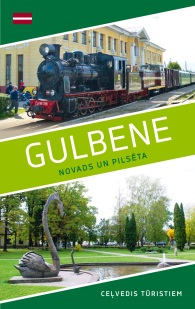 GULBENE
NOVADS UN PILSĒTA
CEĻVEDIS TŪRISTIEM